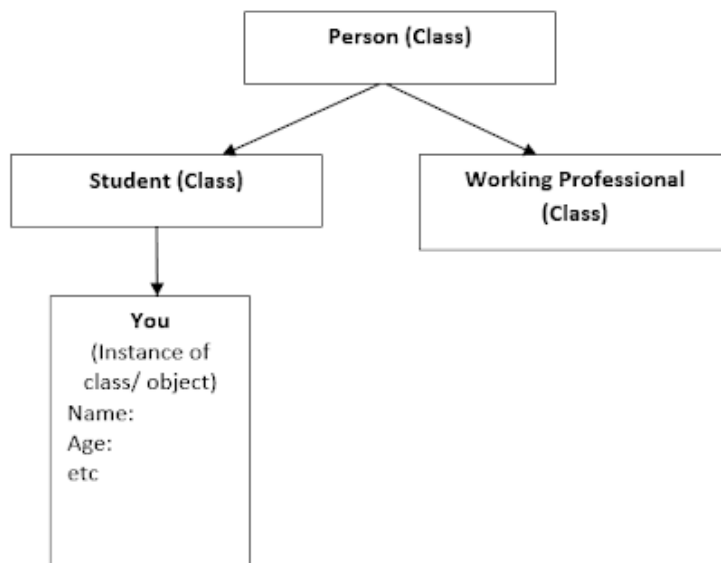 Person (Class)
Student (Class)
Working Professional
(Class)
You
(Instance of
class/ object)
Name:
Age:
etc